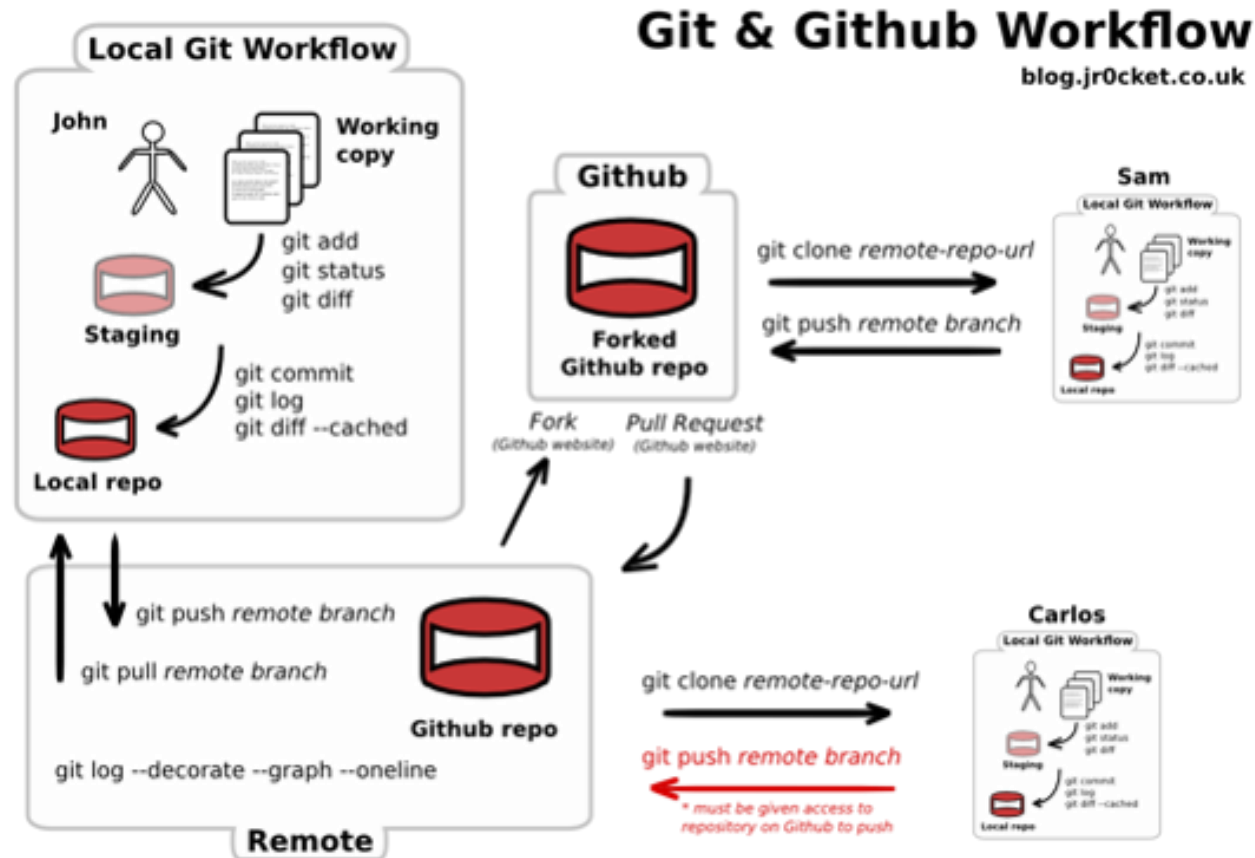 Git & Github Workflow
blog.jr0cket.co.uk
Local Git Workflow
John
Working
copy
git add
git status
git diff
Staging
git commit
git log
git diff --cached
Local repo
Github
Forked
Github repo
Fork
(Github website)
Pull Request
(Github website)
git clone remote-repo-url
git push remote branch
Sam
Local Git Workflow
Working
copy
git add
git status
git diff
Staging
git commit
git log
git diff --cached
Local repo
git push remote branch
git pull remote branch
Github repo
git log --decorate --graph --oneline
Remote
git clone remote-repo-url
git push remote branch
* must be given access to
repository on Github to push
Carlos
Local Git Workflow
Working
copy
git add
git status
git diff
Staging
git commit
git log
git diff --cached
Local repo